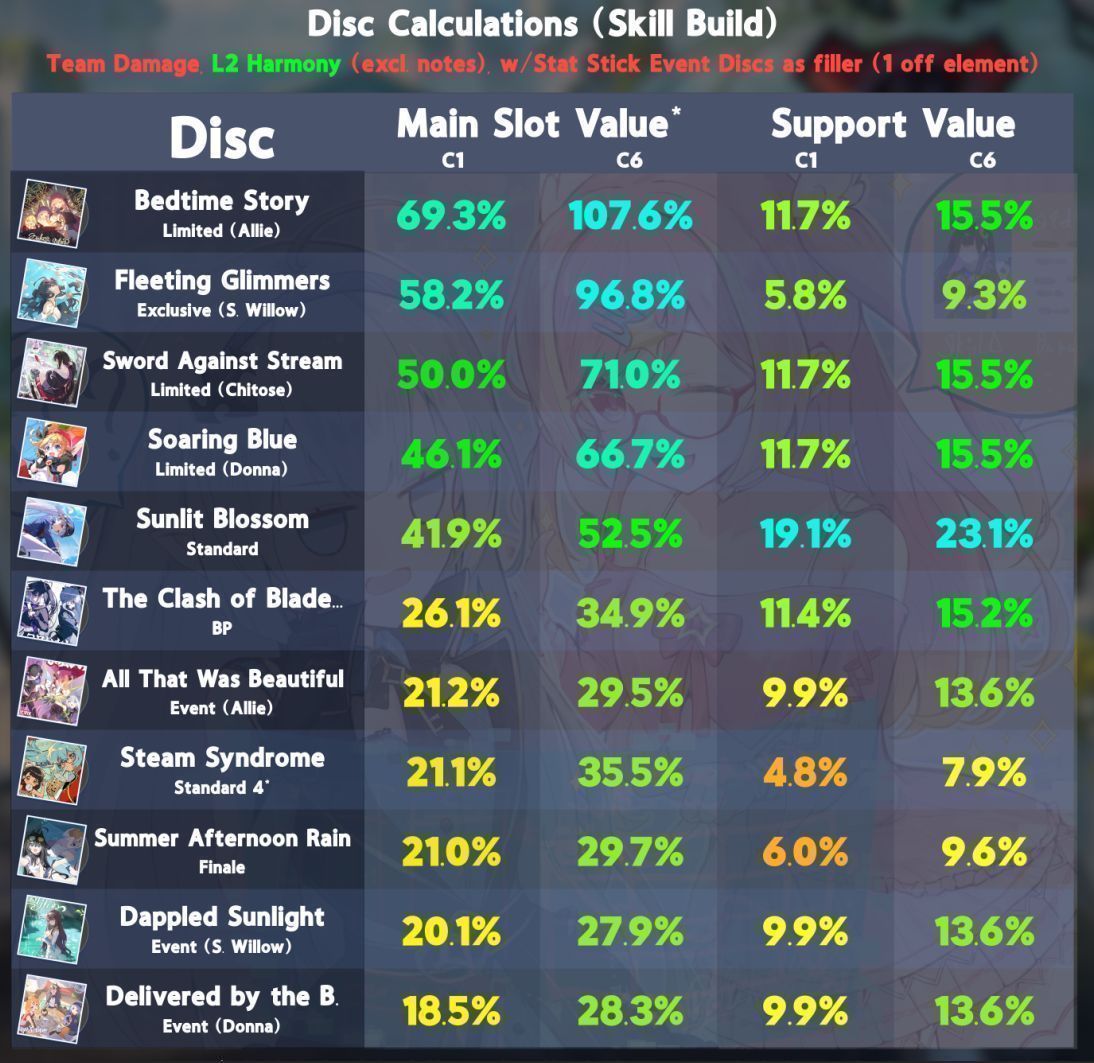 Disc Calculations (Skill Build)
Team Damage, L2 Harmony (excl. notes), w/Stat Stick Event Discs as filler (1 off element)
Disc Main Slot Value* Support Value
C1 C6 C1 C6
Bedtime Story
Limited (Allie)
69.3% 107.6% 11.7% 15.5%
Fleeting Glimmers
Exclusive (S. Willow)
58.2% 96.8% 5.8% 9.3%
Sword Against Stream
Limited (Chitose)
50.0% 71.0% 11.7% 15.5%
Soaring Blue
Limited (Donna)
46.1% 66.7% 11.7% 15.5%
Sunlit Blossom
Standard
41.9% 52.5% 19.1% 23.1%
The Clash of Blade...
BP
26.1% 34.9% 11.4% 15.2%
All That Was Beautiful
Event (Allie)
21.2% 29.5% 9.9% 13.6%
Steam Syndrome
Standard 4*
21.1% 35.5% 4.8% 7.9%
Summer Afternoon Rain
Finale
21.0% 29.7% 6.0% 9.6%
Dappled Sunlight
Event (S. Willow)
20.1% 27.9% 9.9% 13.6%
Delivered by the B.
Event (Donna)
18.5% 28.3% 9.9% 13.6%